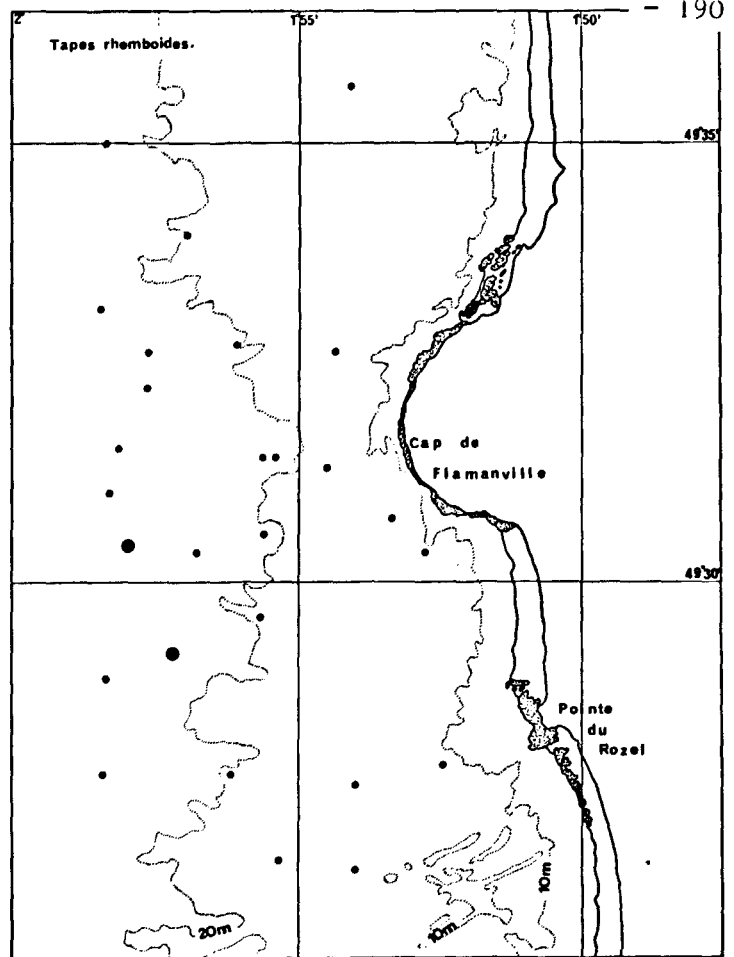 - 190
2° 1°55' 1°50'
Tapes rhemboides.
49°35'
Cap de
Flamanville
49°30'
Pointe
du
Rozel
10m
20m
10m